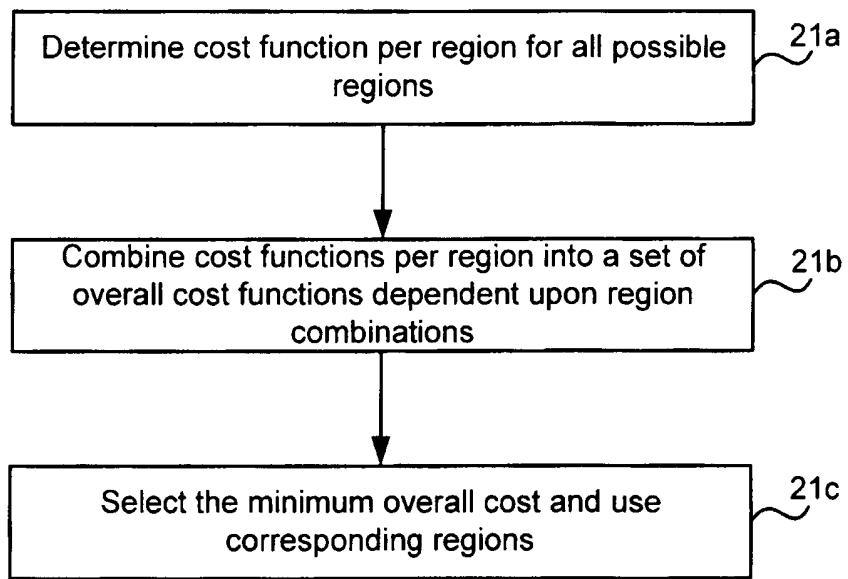 Determine cost function per region for all possible
regions
21a
Combine cost functions per region into a set of
overall cost functions dependent upon region
combinations
21b
Select the minimum overall cost and use
corresponding regions
21c